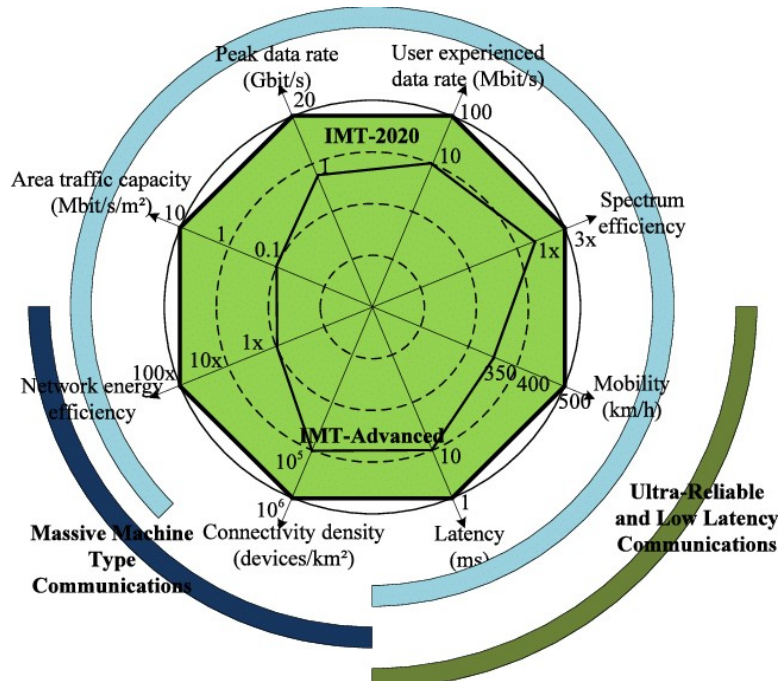 Peak data rate
(Gbit/s)
User experienced
data rate (Mbit/s)
20
100
IMT-2020
1
10
Area traffic capacity
(Mbit/s/m²)
10
1
0.1
Spectrum
efficiency
1x
3x
1x
10x
100x
Network energy
efficiency
350
400
500
Mobility
(km/h)
IMT-Advanced
10⁵
10⁶
10
1
Connectivity density
(devices/km²)
Latency
(ms)
Massive Machine
Type
Communications
Ultra-Reliable
and Low Latency
Communications